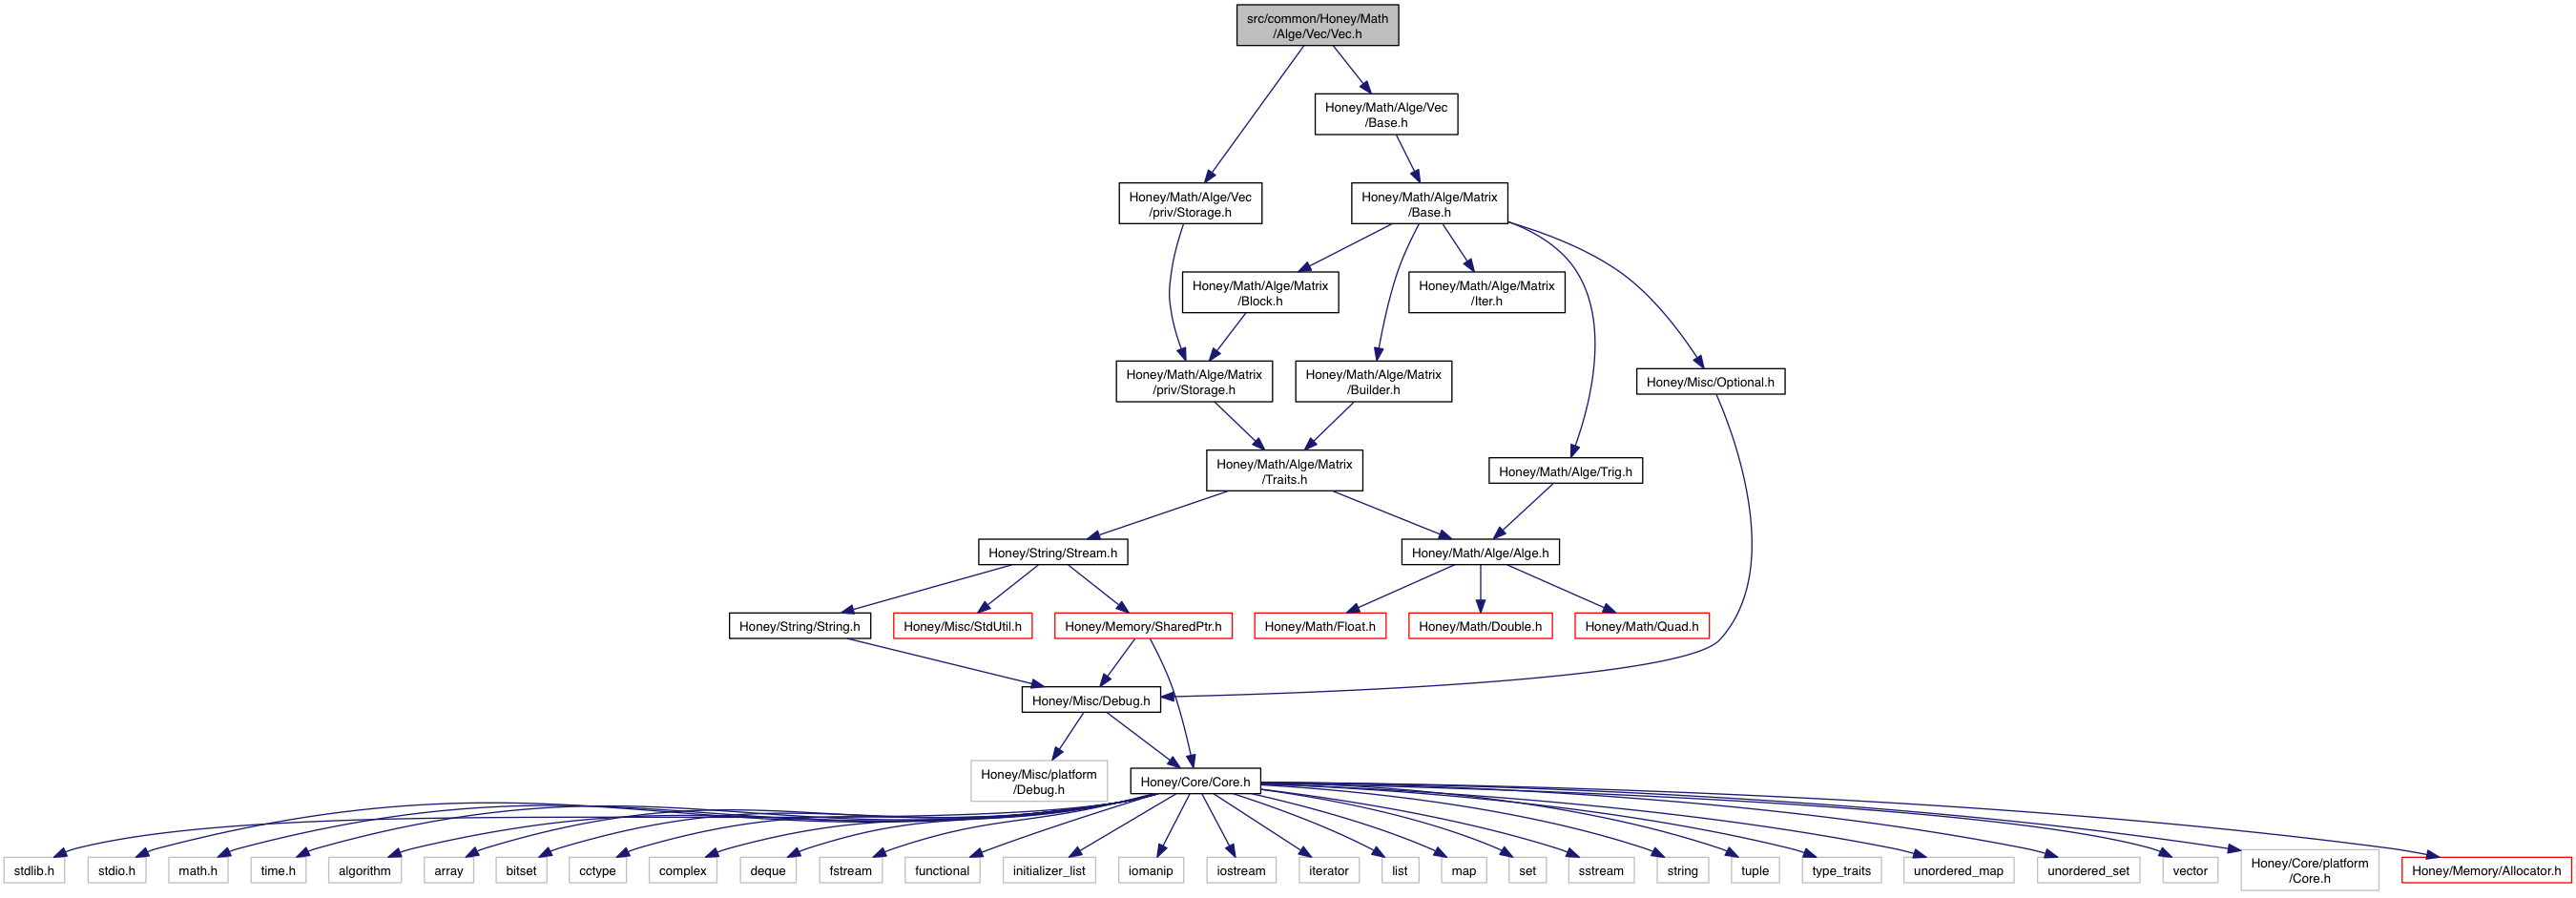 src/common/Honey/Math
/Alge/Vec/Vec.h
Honey/Math/Alge/Vec
/Base.h
Honey/Math/Alge/Vec
/priv/Storage.h
Honey/Math/Alge/Matrix
/Base.h
Honey/Math/Alge/Matrix
/Block.h
Honey/Math/Alge/Matrix
/Iter.h
Honey/Math/Alge/Matrix
/priv/Storage.h
Honey/Math/Alge/Matrix
/Builder.h
Honey/Misc/Optional.h
Honey/Math/Alge/Matrix
/Traits.h
Honey/Math/Alge/Trig.h
Honey/String/Stream.h
Honey/Math/Alge/Alge.h
Honey/String/String.h
Honey/Misc/StdUtil.h
Honey/Memory/SharedPtr.h
Honey/Math/Float.h
Honey/Math/Double.h
Honey/Math/Quad.h
Honey/Misc/Debug.h
Honey/Misc/platform
/Debug.h
Honey/Core/Core.h
stdlib.h
stdio.h
math.h
time.h
algorithm
array
bitset
cctype
complex
deque
fstream
functional
initializer_list
iomanip
iostream
iterator
list
map
set
sstream
string
tuple
type_traits
unordered_map
unordered_set
vector
Honey/Core/platform
/Core.h
Honey/Memory/Allocator.h